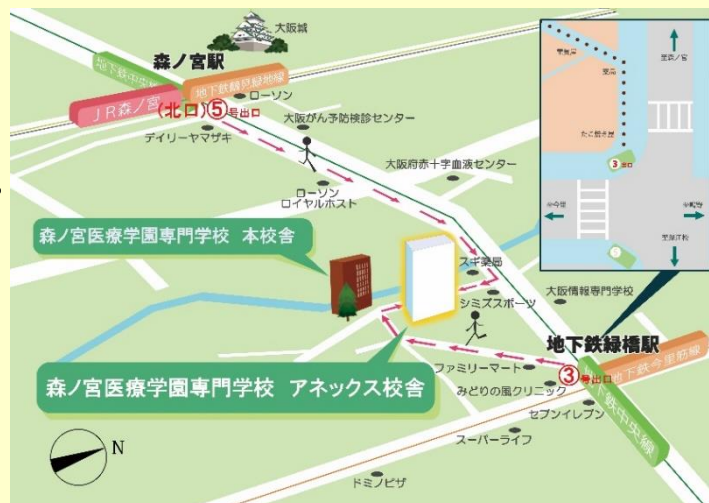 大阪城
森ノ宮駅
地下鉄中央線
地下鉄鶴見緑地線
JR森ノ宮
(北口)⑤号出口
ローソン
デイリーヤマザキ
大阪がん予防検診センター
大阪府赤十字血液センター
ローソン
ロイヤルホスト
森ノ宮医療学園専門学校 本校舎
スギ薬局
シミズスポーツ
大阪情報専門学校
地下鉄緑橋駅
ファミリーマート
③号出口
地下鉄今里筋線
みどりの風クリニック
セブンイレブン
地下鉄中央線
森ノ宮医療学園専門学校 アネックス校舎
スーパーライフ
ドミノピザ
N
至森ノ宮
薬局
たこ焼き屋
③出口